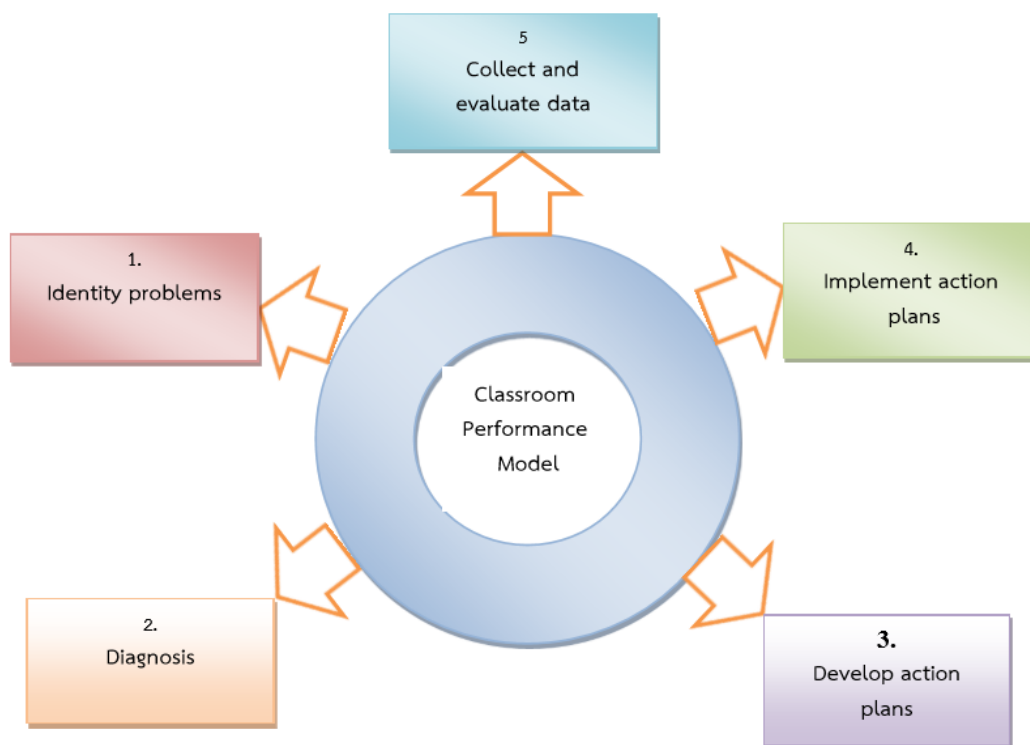 5
Collect and
evaluate data
1.
Identity problems
4.
Implement action
plans
Classroom
Performance
Model
2.
Diagnosis
3.
Develop action
plans